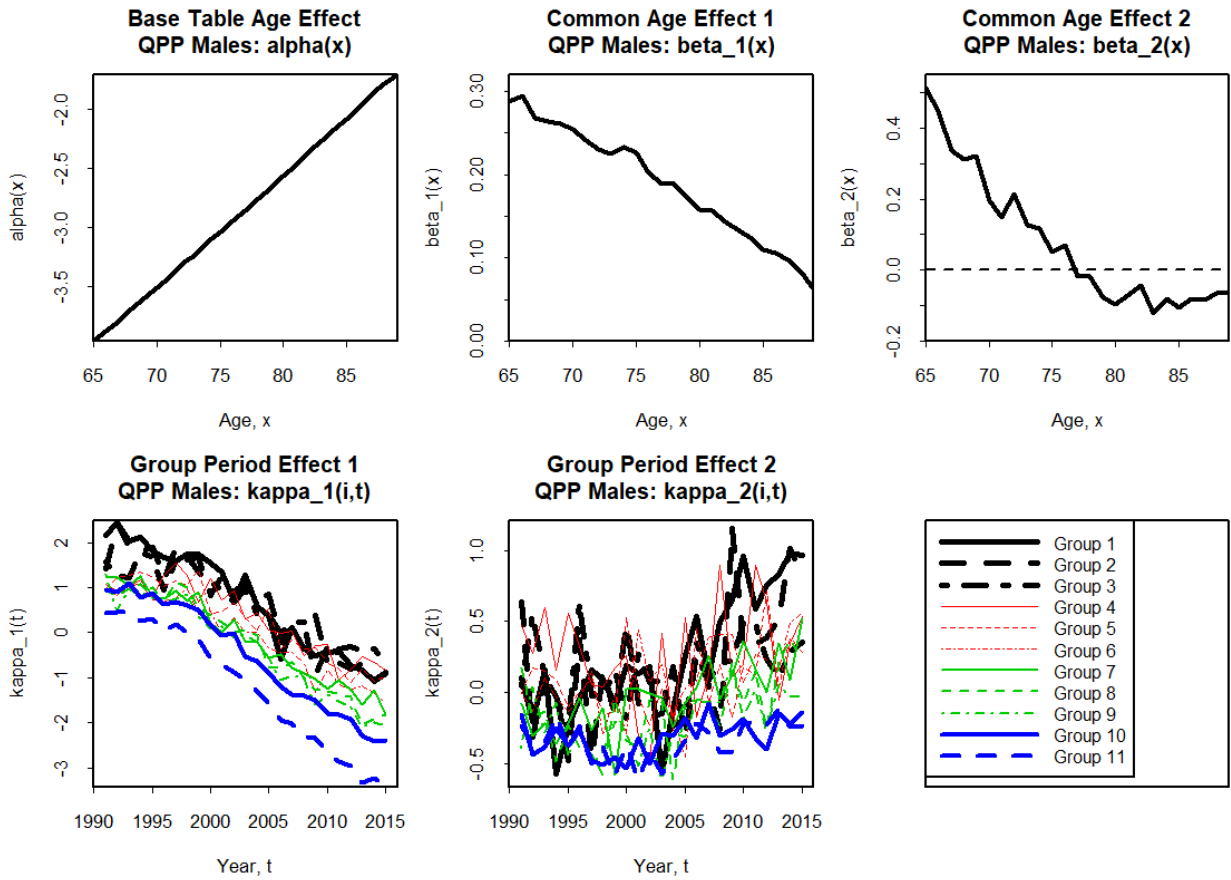 Base Table Age Effect
QPP Males: alpha(x)
alpha(x)
-2.0
-2.5
-3.0
-3.5
65 70 75 80 85
Age, x
Common Age Effect 1
QPP Males: beta_1(x)
beta_1(x)
0.30
0.20
0.10
0.00
65 70 75 80 85
Age, x
Common Age Effect 2
QPP Males: beta_2(x)
beta_2(x)
0.4
0.2
0.0
-0.2
65 70 75 80 85
Age, x
Group Period Effect 1
QPP Males: kappa_1(i,t)
kappa_1(t)
2
1
0
-1
-2
-3
1990 1995 2000 2005 2010 2015
Year, t
Group Period Effect 2
QPP Males: kappa_2(i,t)
kappa_2(t)
1.0
0.5
0.0
-0.5
1990 1995 2000 2005 2010 2015
Year, t
Group 1
Group 2
Group 3
Group 4
Group 5
Group 6
Group 7
Group 8
Group 9
Group 10
Group 11